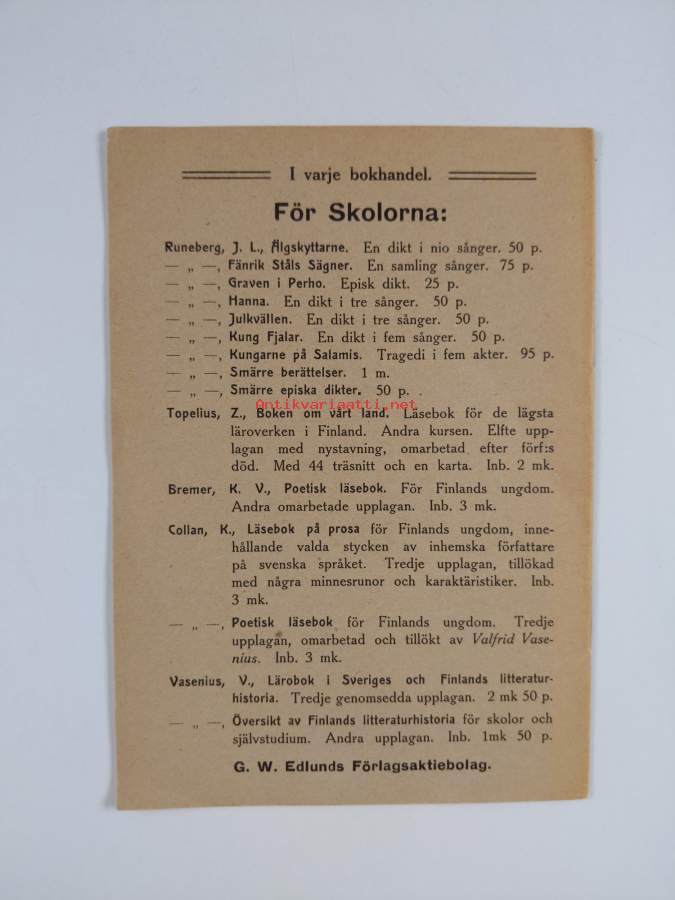 I varje bokhandel.
För Skolorna:
Runeberg, J. L., Älgskyttarne. En dikt i nio sånger. 50 p.
— „ —, Fänrik Ståls Sägner. En samling sånger. 75 p.
— „ —, Graven i Perho. Episk dikt. 25 p.
— „ —, Hanna. En dikt i tre sånger. 50 p.
— „ —, Julkvällen. En dikt i tre sånger. 50 p.
— „ —, Kung Fjalar. En dikt i fem sånger. 50 p.
— „ —, Kungarne på Salamis. Tragedi i fem akter. 95 p.
— „ —, Smärre berättelser. 1 m.
— „ —, Smärre episka dikter. 50 p.
Antikvariaatti.net
Topelius, Z., Boken om vårt land. Läsebok för de lägsta
läroverken i Finland. Andra kursen. Elfte upp-
lagan med nystavning, omarbetad efter förf:s
död. Med 44 träsnitt och en karta. Inb. 2 mk.
Bremer, K. V., Poetisk läsebok. För Finlands ungdom.
Andra omarbetade upplagan. Inb. 3 mk.
Collan, K., Läsebok på prosa för Finlands ungdom, inne-
hållande valda stycken av inhemska författare
på svenska språket. Tredje upplagan, tillökad
med några minnesrunor och karaktäristiker. Inb.
3 mk.
— „ —, Poetisk läsebok för Finlands ungdom. Tredje
upplagan, omarbetad och tillökt av Valfrid Vase-
nius. Inb. 3 mk.
Vasenius, V., Lärobok i Sveriges och Finlands litteratur-
historia. Tredje genomsedda upplagan. 2 mk 50 p.
— „ —, Översikt av Finlands litteraturhistoria för skolor och
självstudium. Andra upplagan. Inb. 1mk 50 p.
G. W. Edlunds Förlagsaktiebolag.